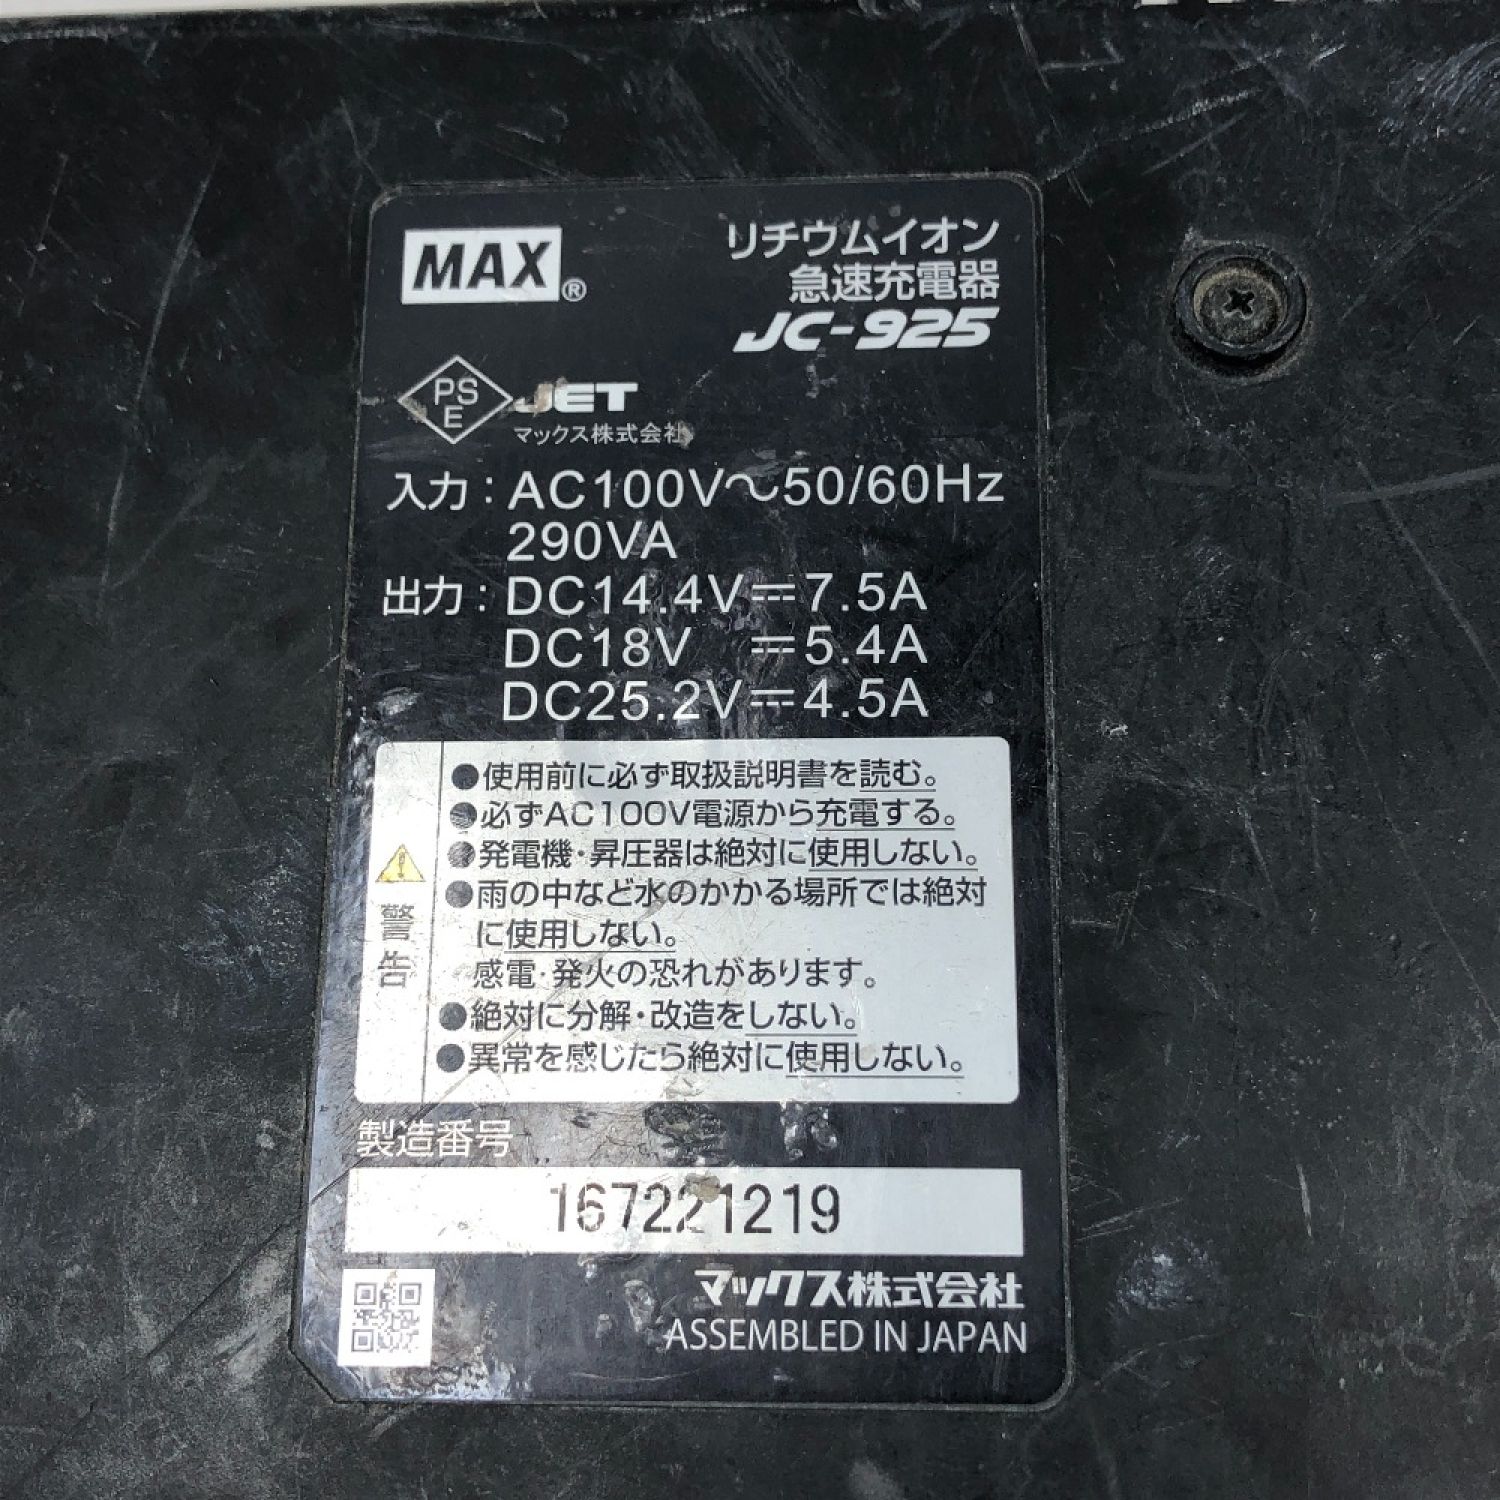 MAX®
リチウムイオン
急速充電器
JC-925
PS
E
JET
マックス株式会社
入力：AC100V～50/60Hz
290VA
出力：DC14.4V⎓7.5A
DC18V ⎓5.4A
DC25.2V⎓4.5A
警告
●使用前に必ず取扱説明書を読む。
●必ずAC100V電源から充電する。
●発電機・昇圧器は絶対に使用しない。
●雨の中など水のかかる場所では絶対
に使用しない。
感電・発火の恐れがあります。
●絶対に分解・改造をしない。
●異常を感じたら絶対に使用しない。
製造番号
167221219
マックス株式会社
ASSEMBLED IN JAPAN